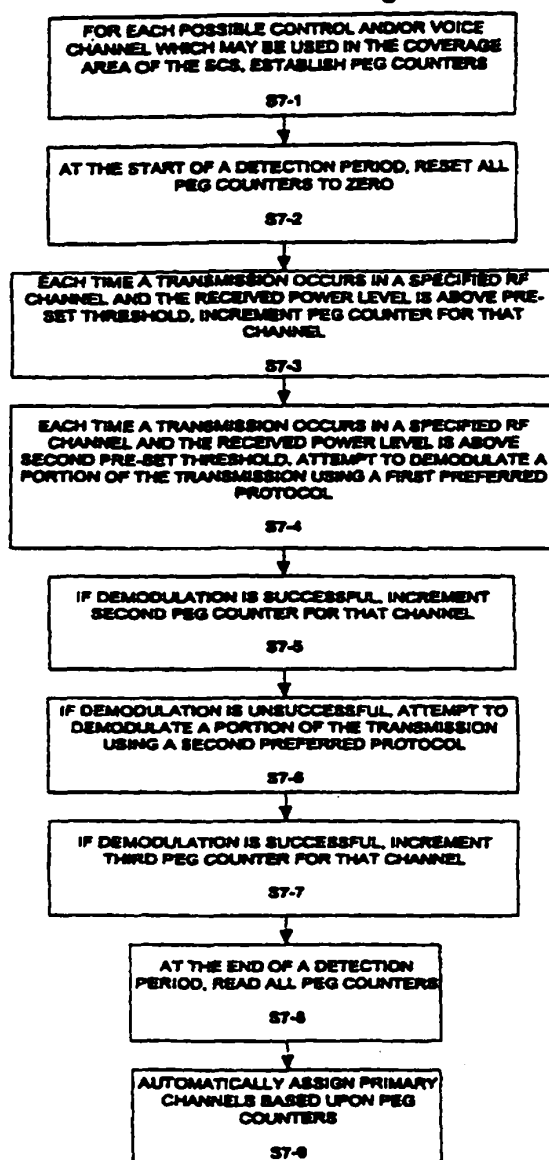 FOR EACH POSSIBLE CONTROL AND/OR VOICE
CHANNEL WHICH MAY BE USED IN THE COVERAGE
AREA OF THE SCS, ESTABLISH PEG COUNTERS
S7-1
AT THE START OF A DETECTION PERIOD, RESET ALL
PEG COUNTERS TO ZERO
S7-2
EACH TIME A TRANSMISSION OCCURS IN A SPECIFIED RF
CHANNEL AND THE RECEIVED POWER LEVEL IS ABOVE PRE-
SET THRESHOLD, INCREMENT PEG COUNTER FOR THAT
CHANNEL
S7-3
EACH TIME A TRANSMISSION OCCURS IN A SPECIFIED RF
CHANNEL AND THE RECEIVED POWER LEVEL IS ABOVE
SECOND PRE-SET THRESHOLD, ATTEMPT TO DEMODULATE A
PORTION OF THE TRANSMISSION USING A FIRST PREFERRED
PROTOCOL
S7-4
IF DEMODULATION IS SUCCESSFUL, INCREMENT
SECOND PEG COUNTER FOR THAT CHANNEL
S7-5
IF DEMODULATION IS UNSUCCESSFUL, ATTEMPT TO
DEMODULATE A PORTION OF THE TRANSMISSION
USING A SECOND PREFERRED PROTOCOL
S7-6
IF DEMODULATION IS SUCCESSFUL, INCREMENT
THIRD PEG COUNTER FOR THAT CHANNEL
S7-7
AT THE END OF A DETECTION
PERIOD, READ ALL PEG COUNTERS
S7-8
AUTOMATICALLY ASSIGN PRIMARY
CHANNELS BASED UPON PEG
COUNTERS
S7-9